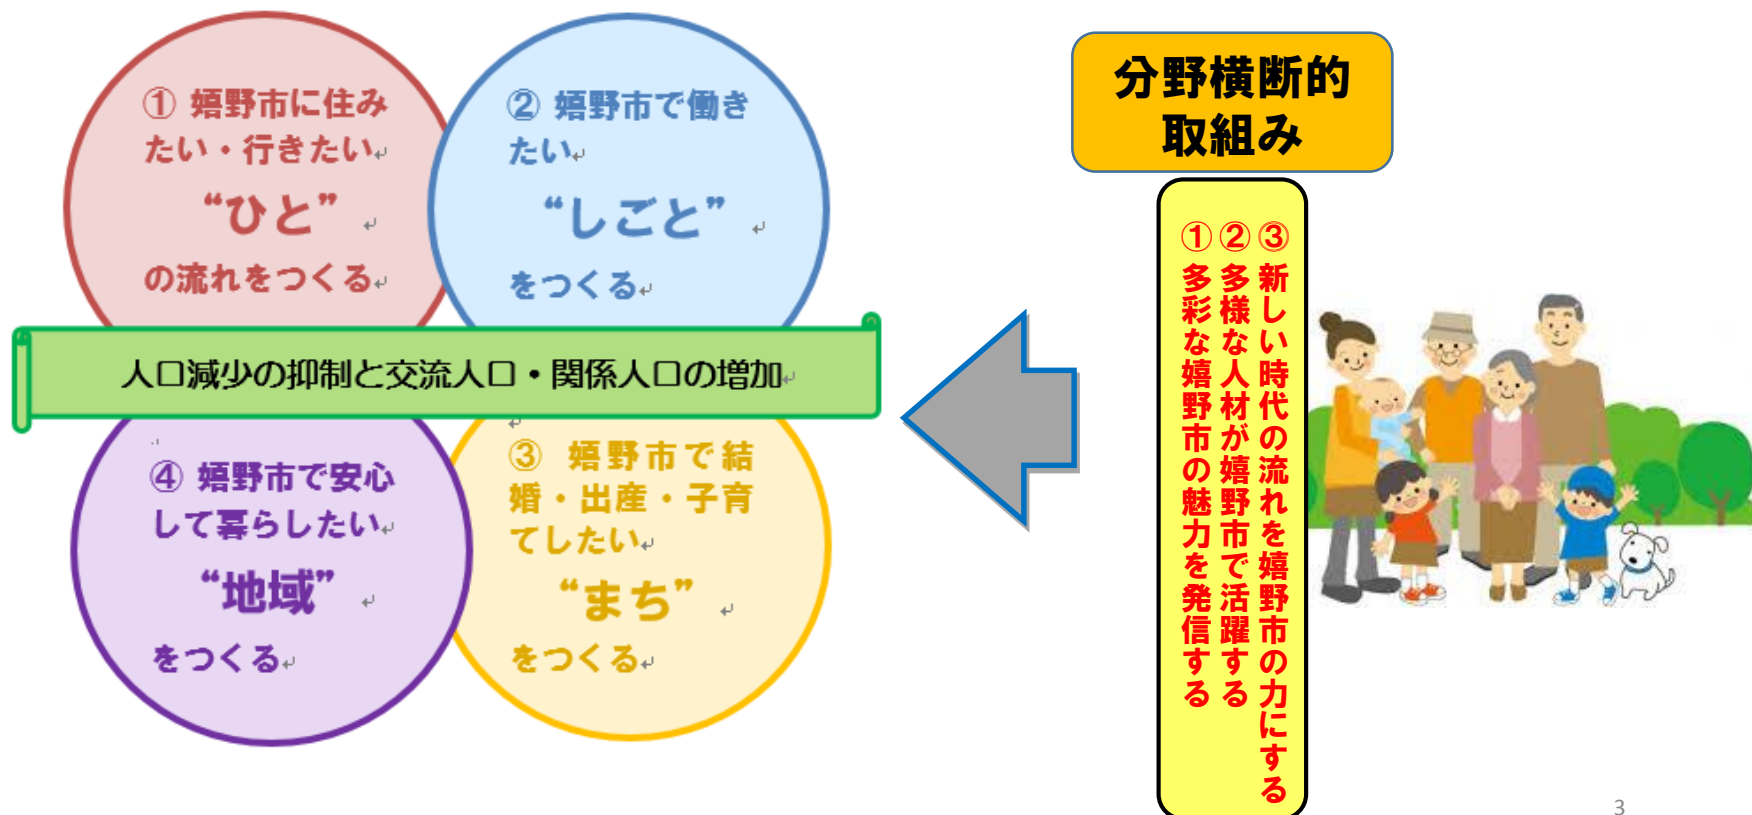 ① 嬉野市に住み
たい・行きたい
“ひと”
の流れをつくる
② 嬉野市で働き
たい
“しごと”
をつくる
人口減少の抑制と交流人口・関係人口の増加
④ 嬉野市で安心
して暮らしたい
“地域”
をつくる
③ 嬉野市で結
婚・出産・子育
てしたい
“まち”
をつくる
分野横断的
取組み
③ 新しい時代の流れを嬉野市の力にする
② 多様な人材が嬉野市で活躍する
① 多彩な嬉野市の魅力を発信する
3